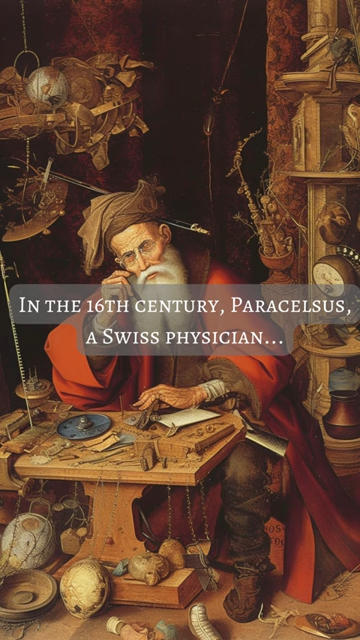 In the 16th century, Paracelsus,
a Swiss physician...